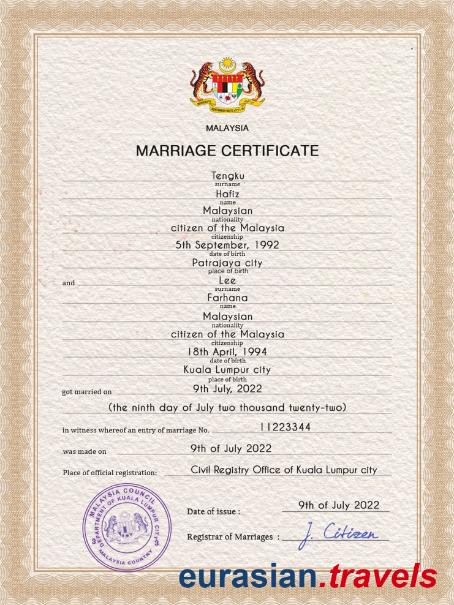 MALAYSIA
MARRIAGE CERTIFICATE
Tengku
surname
Hafiz
name
Malaysian
nationality
citizen of the Malaysia
citizenship
5th September, 1992
date of birth
Patrajaya city
place of birth
and Lee
surname
Farhana
name
Malaysian
nationality
citizen of the Malaysia
citizenship
18th April, 1994
date of birth
Kuala Lumpur city
place of birth
got married on 9th July, 2022
(the ninth day of July two thousand twenty-two)
in witness whereof an entry of marriage No. 11223344
was made on 9th of July 2022
Place of official registration: Civil Registry Office of Kuala Lumpur city
MALAYSIA COUNCIL
DEPARTMENT OF KUALA LUMPUR CITY
MALAYSIA COUNTRY
Date of issue : 9th of July 2022
Registrar of Marriages : J. Citizen
eurasian.travels